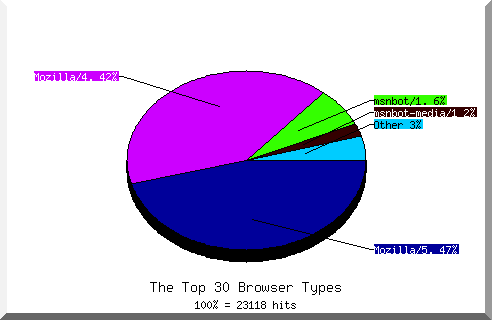 Mozilla/4. 42%
msnbot/1. 6%
msnbot-media/1 2%
Other 3%
Mozilla/5. 47%
The Top 30 Browser Types
100% = 23118 hits